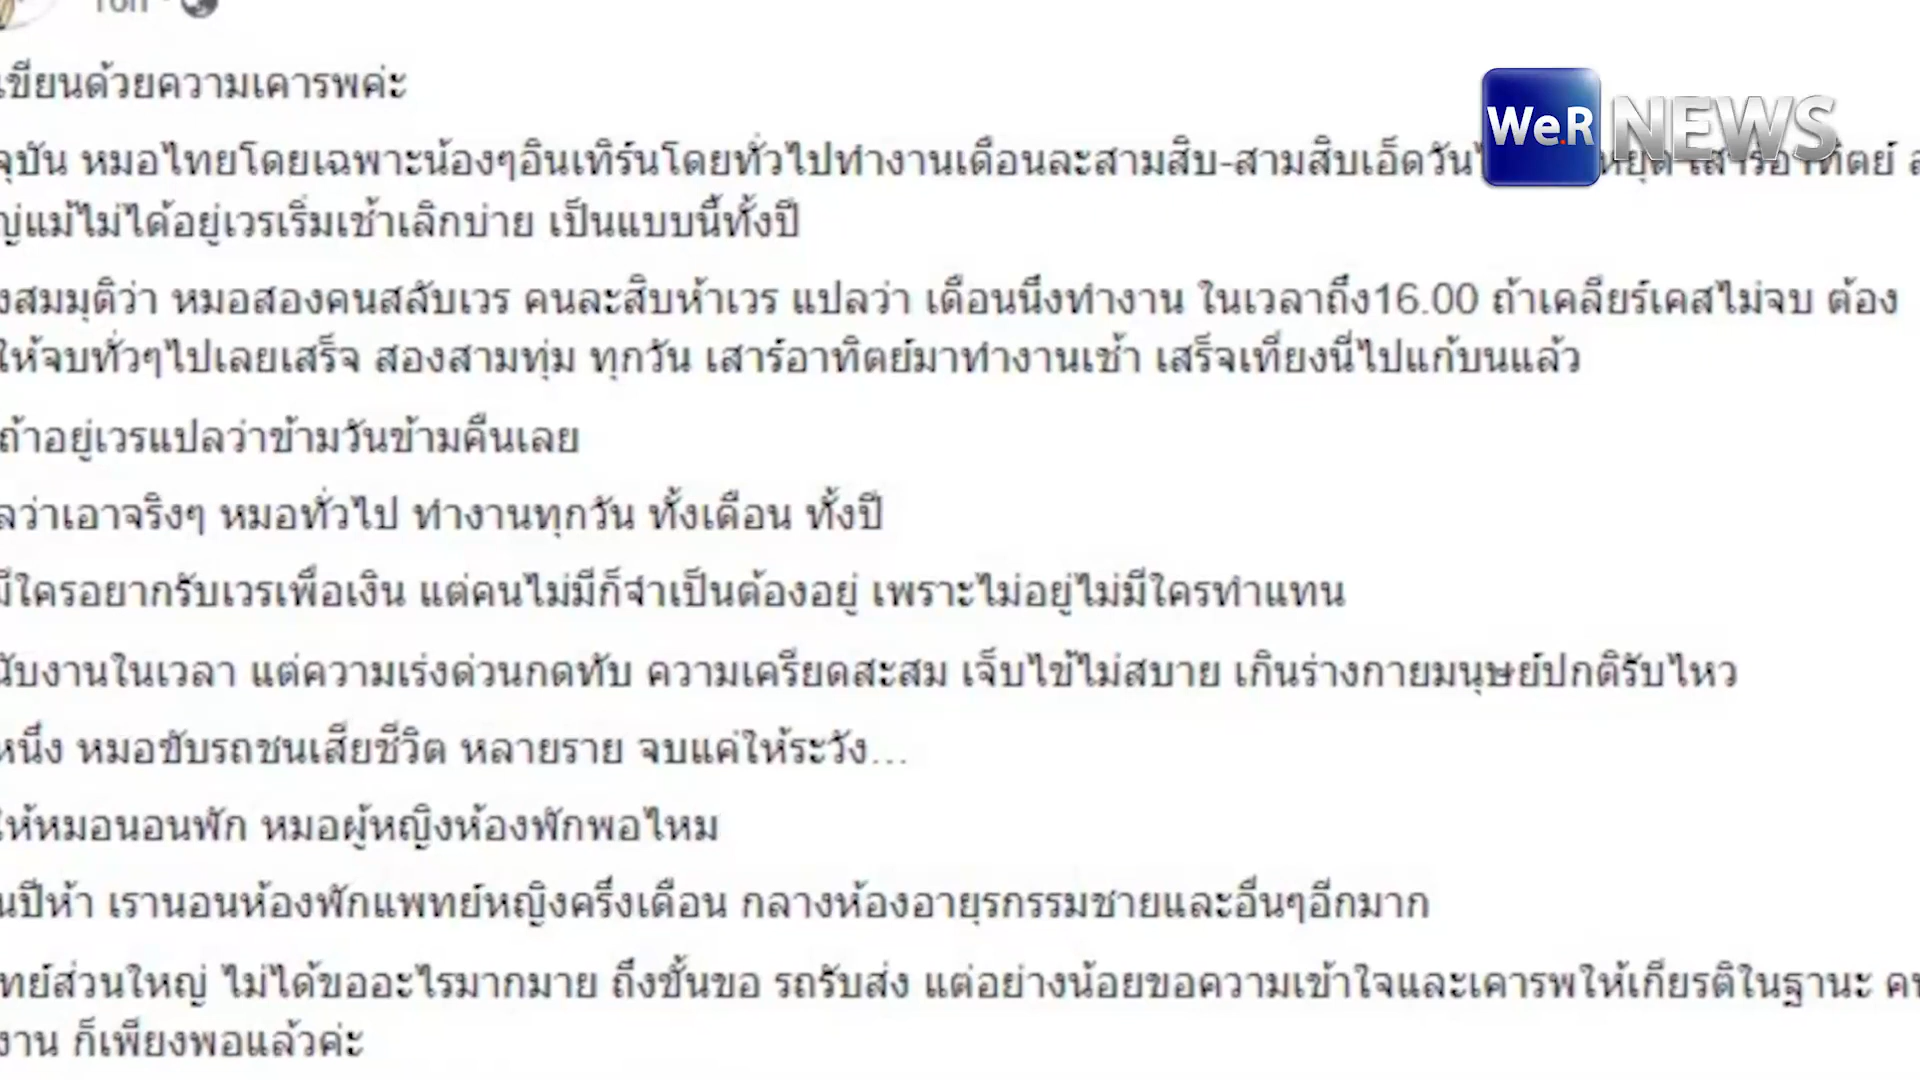 เขียนด้วยความเคารพค่ะ
WeR NEWS
จุบัน หมอไทยโดยเฉพาะน้องๆอินเทิร์นโดยทั่วไปทำงานเดือนละสามสิบ-สามสิบเอ็ดวัน หยุด เสาร์อาทิตย์
ญ่แม้ไม่ได้อยู่เวรเริ่มเช้าเลิกบ่าย เป็นแบบนี้ทั้งปี
งสมมุติว่า หมอสองคนสลับเวร คนละสิบห้าเวร แปลว่า เดือนนึงทำงาน ในเวลาถึง16.00 ถ้าเคลียร์เคสไม่จบ ต้อง
ให้จบทั่วๆไปเลยเสร็จ สองสามทุ่ม ทุกวัน เสาร์อาทิตย์มาทำงานเช้า เสร็จเที่ยงนี่ไปแก้บนแล้ว
ถ้าอยู่เวรแปลว่าข้ามวันข้ามคืนเลย
ลว่าเอาจริงๆ หมอทั่วไป ทำงานทุกวัน ทั้งเดือน ทั้งปี
มีใครอยากรับเวรเพื่อเงิน แต่คนไม่มีก็จำเป็นต้องอยู่ เพราะไม่อยู่ไม่มีใครทำแทน
นับงานในเวลา แต่ความเร่งด่วนกดทับ ความเครียดสะสม เจ็บไข้ไม่สบาย เกินร่างกายมนุษย์ปกติรับไหว
หนึ่ง หมอขับรถชนเสียชีวิต หลายราย จบแค่ให้ระวัง...
ให้หมอนอนพัก หมอผู้หญิงห้องพักพอไหม
นปีห้า เรานอนห้องพักแพทย์หญิงครึ่งเดือน กลางห้องอายุรกรรมชายและอื่นๆอีกมาก
ทย์ส่วนใหญ่ ไม่ได้ขออะไรมากมาย ถึงขั้นขอ รถรับส่ง แต่อย่างน้อยขอความเข้าใจและเคารพให้เกียรติในฐานะ ค
งาน ก็เพียงพอแล้วค่ะ